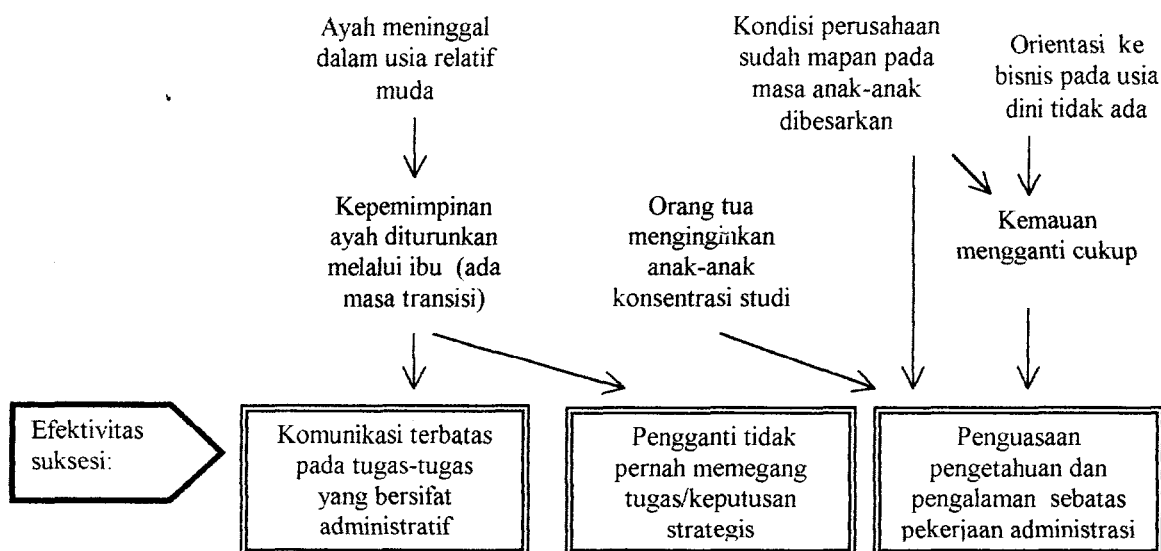 Ayah meninggal
dalam usia relatif
muda
Kondisi perusahaan
sudah mapan pada
masa anak-anak
dibesarkan
Orientasi ke
bisnis pada usia
dini tidak ada
Kepemimpinan
ayah diturunkan
melalui ibu (ada
masa transisi)
Orang tua
menginginkan
anak-anak
konsentrasi studi
Kemauan
mengganti cukup
Efektivitas
suksesi:
Komunikasi terbatas
pada tugas-tugas
yang bersifat
administratif
Pengganti tidak
pernah memegang
tugas/keputusan
strategis
Penguasaan
pengetahuan dan
pengalaman sebatas
pekerjaan administrasi